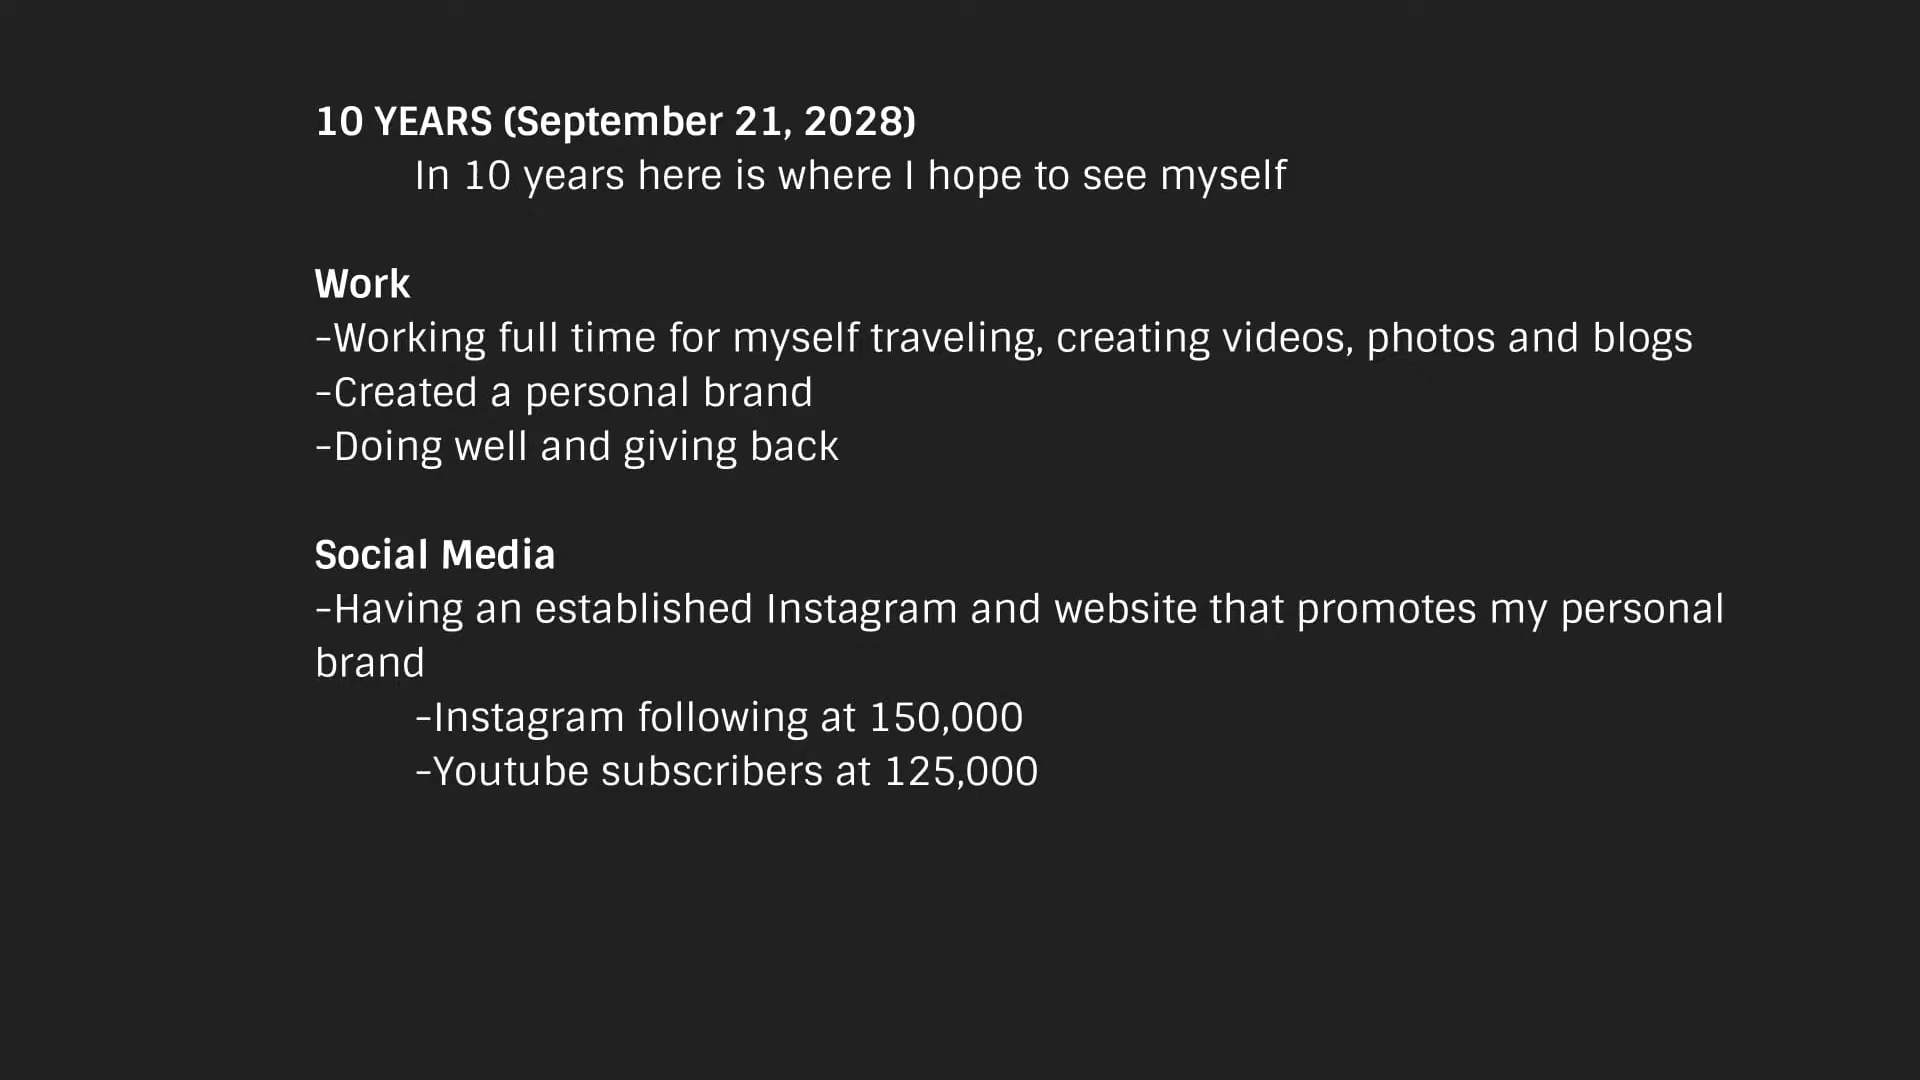 10 YEARS (September 21, 2028)
In 10 years here is where I hope to see myself
Work
-Working full time for myself traveling, creating videos, photos and blogs
-Created a personal brand
-Doing well and giving back
Social Media
-Having an established Instagram and website that promotes my personal
brand
-Instagram following at 150,000
-Youtube subscribers at 125,000